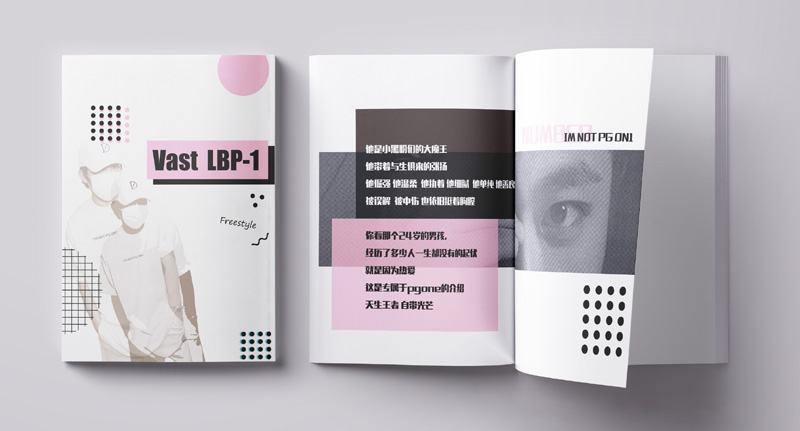 Vast LBP-1
Freestyle
他是小黑粉们的大魔王
他带着与生俱来的张扬
他倔强 他温柔 他执着 他细腻 他单纯 他善良
被误解 被中伤 也依旧挺着胸膛
你看那个24岁的男孩,
经历了多少人一生都没有的起伏
就是因为热爱
这是专属于pgone的介绍
天生王者 自带光芒
NUMBER
IM NOT PG